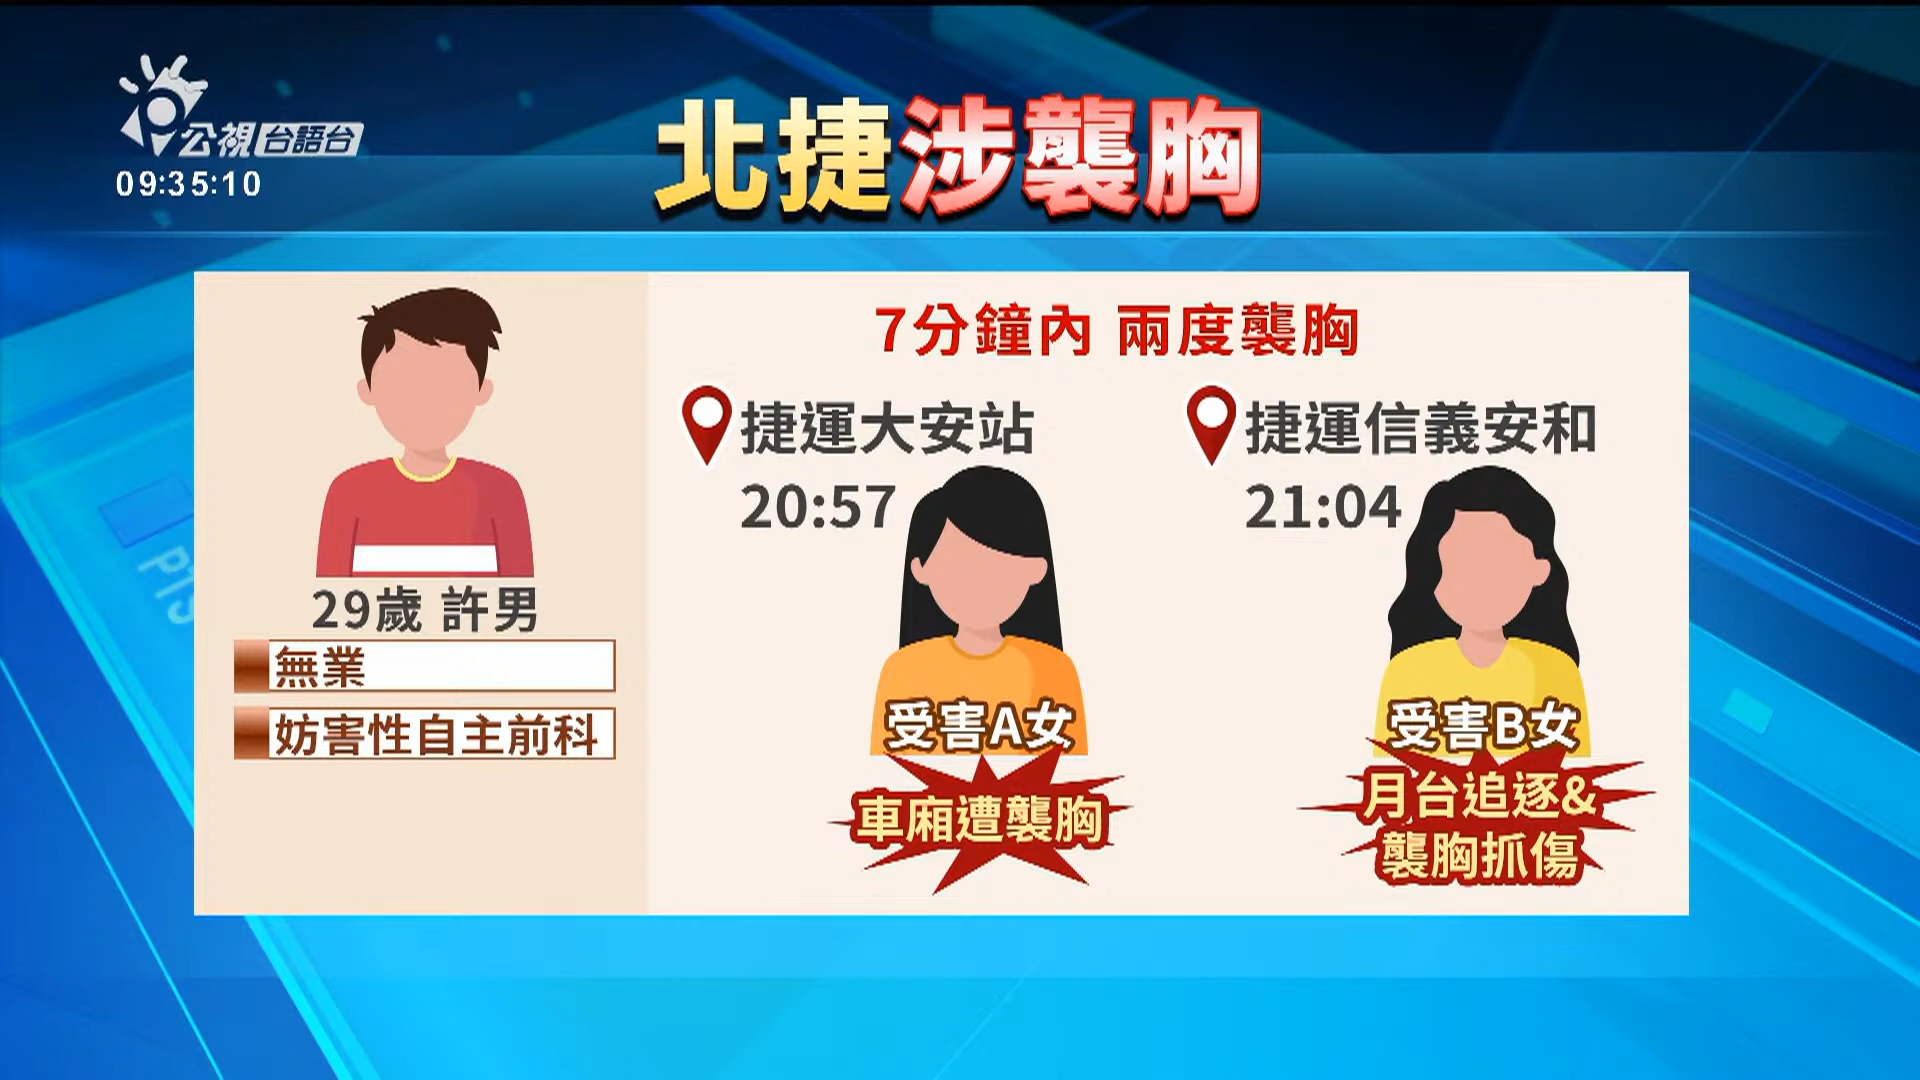 公視台語台
09:35:10
北捷涉襲胸
7分鐘內 兩度襲胸
捷運大安站
20:57
捷運信義安和
21:04
29歲 許男
無業
妨害性自主前科
受害A女
車廂遭襲胸
受害B女
月台追逐&
襲胸抓傷
PTS